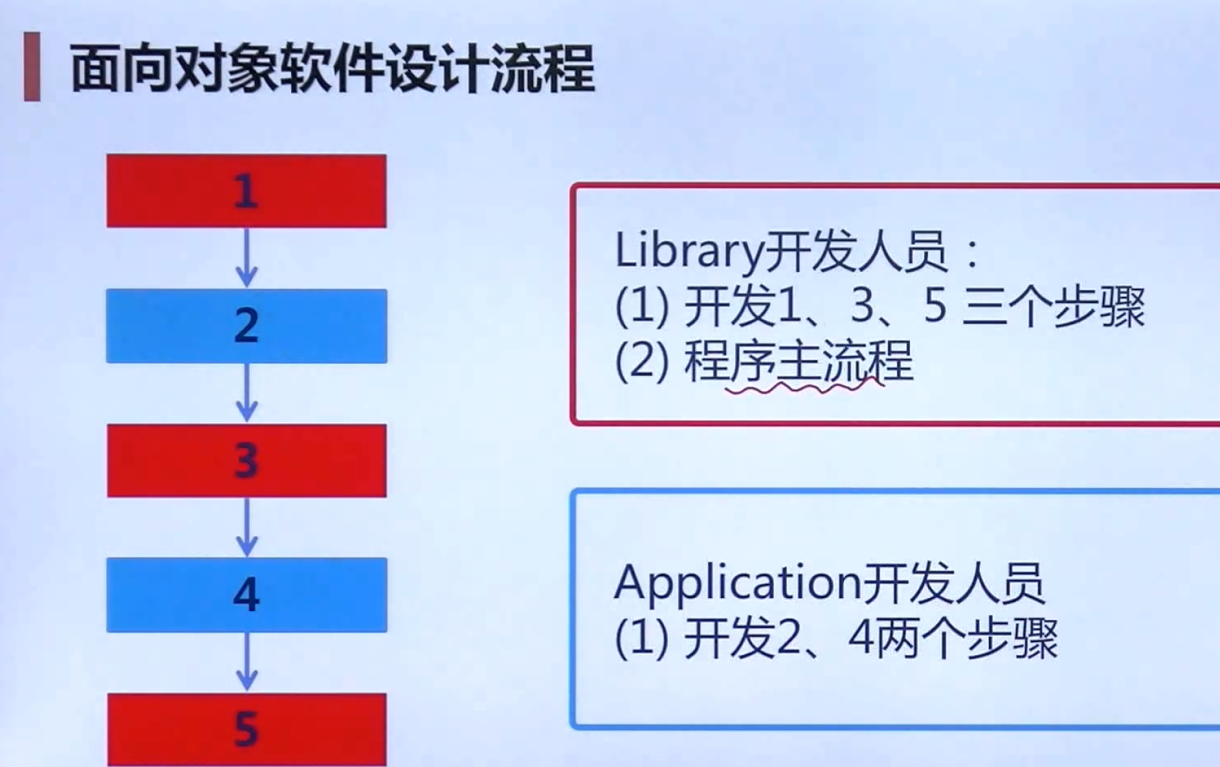 面向对象软件设计流程
1
2
3
4
5
Library开发人员：
(1) 开发1、3、5 三个步骤
(2) 程序主流程
Application开发人员
(1) 开发2、4两个步骤